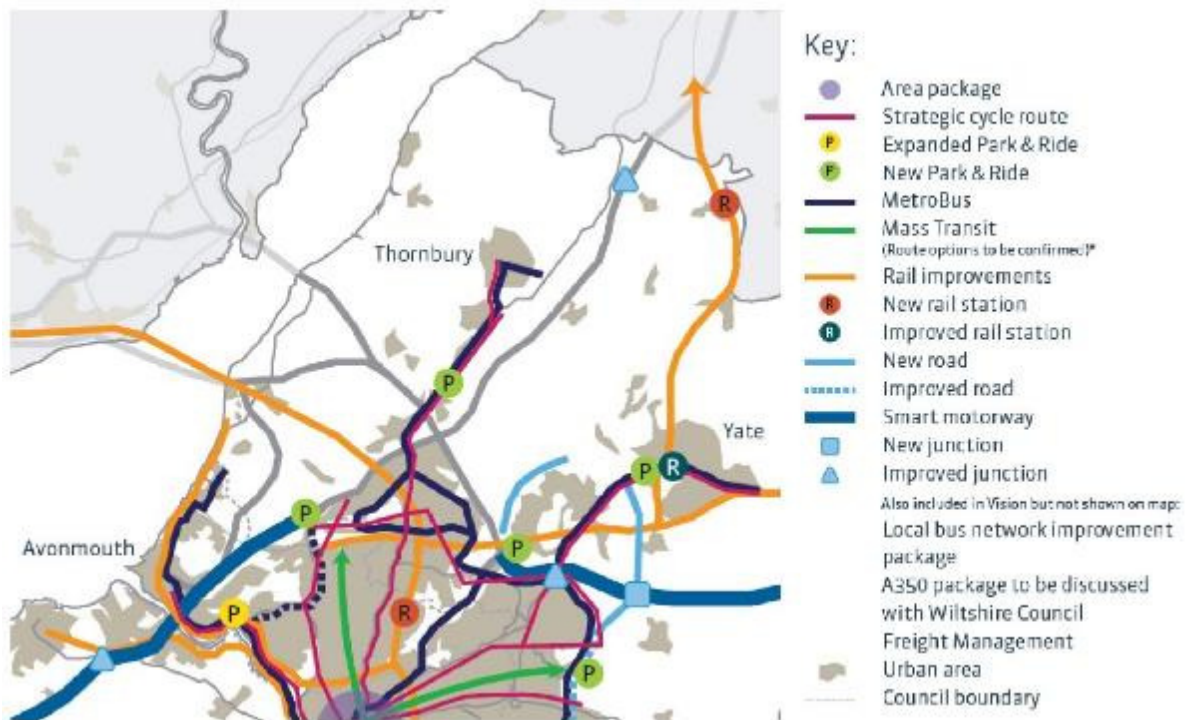 Key:
Area package
Strategic cycle route
P Expanded Park & Ride
P New Park & Ride
MetroBus
Mass Transit
(Route options to be confirmed)*
Rail improvements
R New rail station
R Improved rail station
New road
Improved road
Smart motorway
New junction
Improved junction
Also included in Vision but not shown on map:
Local bus network improvement
package
A350 package to be discussed
with Wiltshire Council
Freight Management
Urban area
Council boundary
R
Thornbury
P
Yate
P R
P
Avonmouth
P
P
R
P